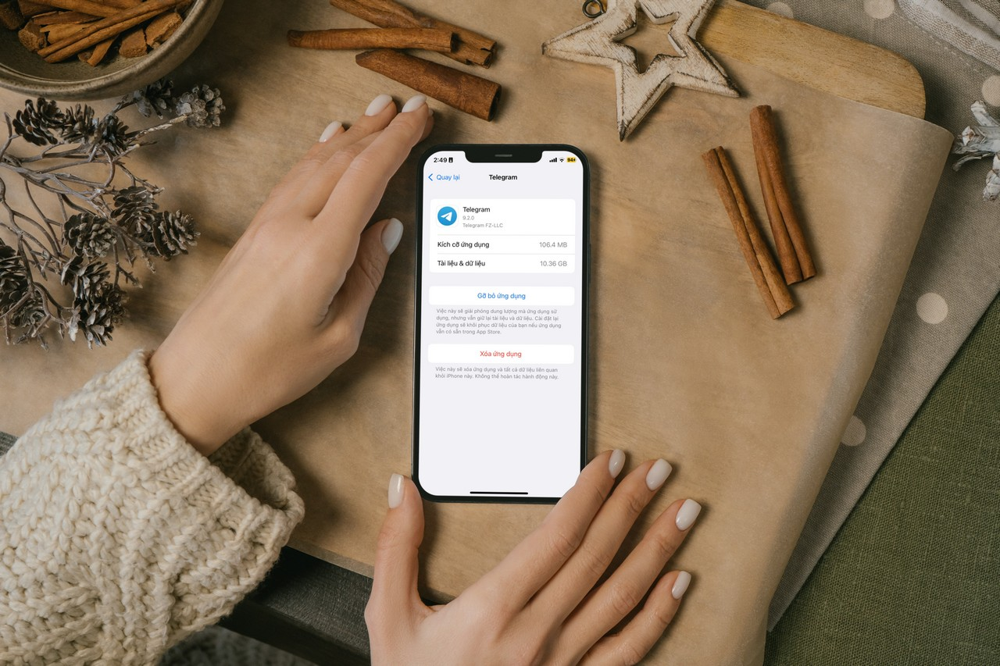 2:49
94
Quay lại
Telegram
Telegram
9.2.0
Telegram FZ-LLC
Kích cỡ ứng dụng 106.4 MB
Tài liệu & dữ liệu 10.36 GB
Gỡ bỏ ứng dụng
Việc này sẽ giải phóng dung lượng mà ứng dụng sử
dụng, nhưng vẫn giữ lại tài liệu và dữ liệu. Cài đặt lại
ứng dụng sẽ khôi phục dữ liệu của bạn nếu ứng dụng
vẫn có sẵn trong App Store.
Xóa ứng dụng
Việc này sẽ xóa ứng dụng và tất cả dữ liệu liên quan
khỏi iPhone này. Không thể hoàn tác hành động này.